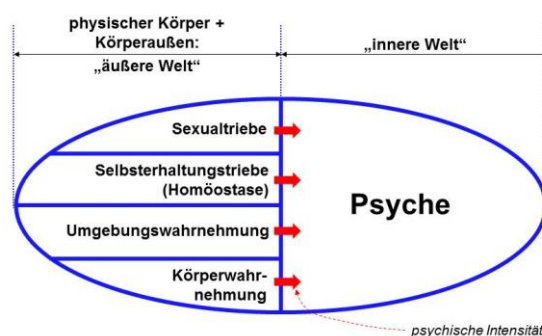 physischer Körper +
Körperaußen:
„äußere Welt“
„innere Welt“
Sexualtriebe
Selbsterhaltungstriebe
(Homöostase)
Psyche
Umgebungswahrnehmung
Körperwahr-
nehmung
psychische Intensität